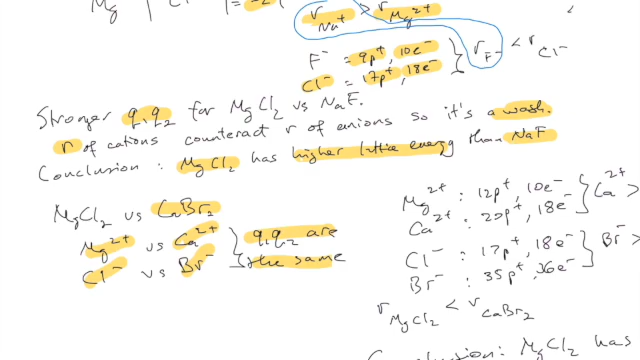 Mg | Cl⁻ | = -2 |
r Na⁺ > r Mg²⁺
F⁻ = 9p⁺, 10e⁻ } r F⁻ < r Cl⁻
Cl⁻ = 17p⁺, 18e⁻
Stronger q₁q₂ for MgCl₂ vs NaF.
r of cations counteract r of anions so it's a wash.
Conclusion: MgCl₂ has higher lattice energy than NaF
MgCl₂ vs CaBr₂
Mg²⁺ vs Ca²⁺ } q₁q₂ are
Cl⁻ vs Br⁻ the same
Mg²⁺ : 12p⁺, 10e⁻ } Ca²⁺ >
Ca²⁺ : 20p⁺, 18e⁻
Cl⁻ : 17p⁺, 18e⁻ } Br⁻ >
Br⁻ : 35p⁺, 36e⁻
r MgCl₂ < r CaBr₂
Conclusion: MgCl₂ has